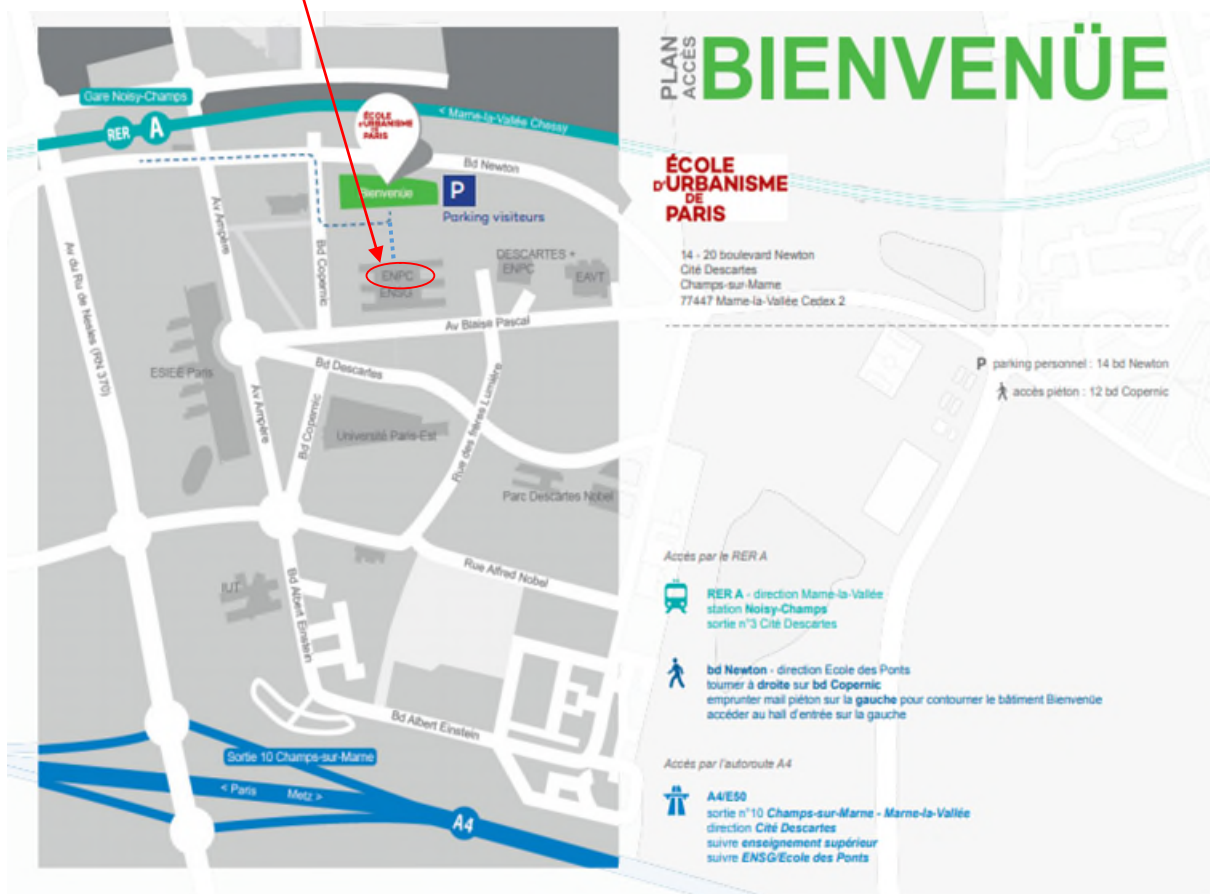 PLAN
ACCÈS
BIENVENÜE
ÉCOLE
D'URBANISME
DE
PARIS
14 - 20 boulevard Newton
Cité Descartes
Champs-sur-Marne
77447 Marne-la-Vallée Cedex 2
P parking personnel : 14 bd Newton
accès piéton : 12 bd Copernic
Accès par le RER A
RER A - direction Marne-la-Vallée
station Noisy-Champs
sortie n°3 Cité Descartes
bd Newton - direction Ecole des Ponts
tourner à droite sur bd Copernic
emprunter mail piéton sur la gauche pour contourner le bâtiment Bienvenüe
accéder au hall d'entrée sur la gauche
Accès par l'autoroute A4
A4/E50
sortie n°10 Champs-sur-Marne - Marne-la-Vallée
direction Cité Descartes
suivre enseignement supérieur
suivre ENSG/Ecole des Ponts
Gare Noisy-Champs
RER A
< Marne-la-Vallée Chessy
ÉCOLE
D'URBANISME
DE
PARIS
Bd Newton
Bienvenüe
P
Parking visiteurs
Av Ampère
Bd Copernic
Av du Ru de Nesles (RN 370)
ENPC
ENSG
DESCARTES +
ENPC
EAVT
Av Blaise Pascal
ESIEE Paris
Bd Descartes
Av Ampère
Bd Copernic
Université Paris-Est
Rue des frères Lumière
Parc Descartes Nobel
Rue Alfred Nobel
IUT
Bd Albert Einstein
Bd Albert Einstein
Sortie 10 Champs-sur-Marne
< Paris Metz >
A4